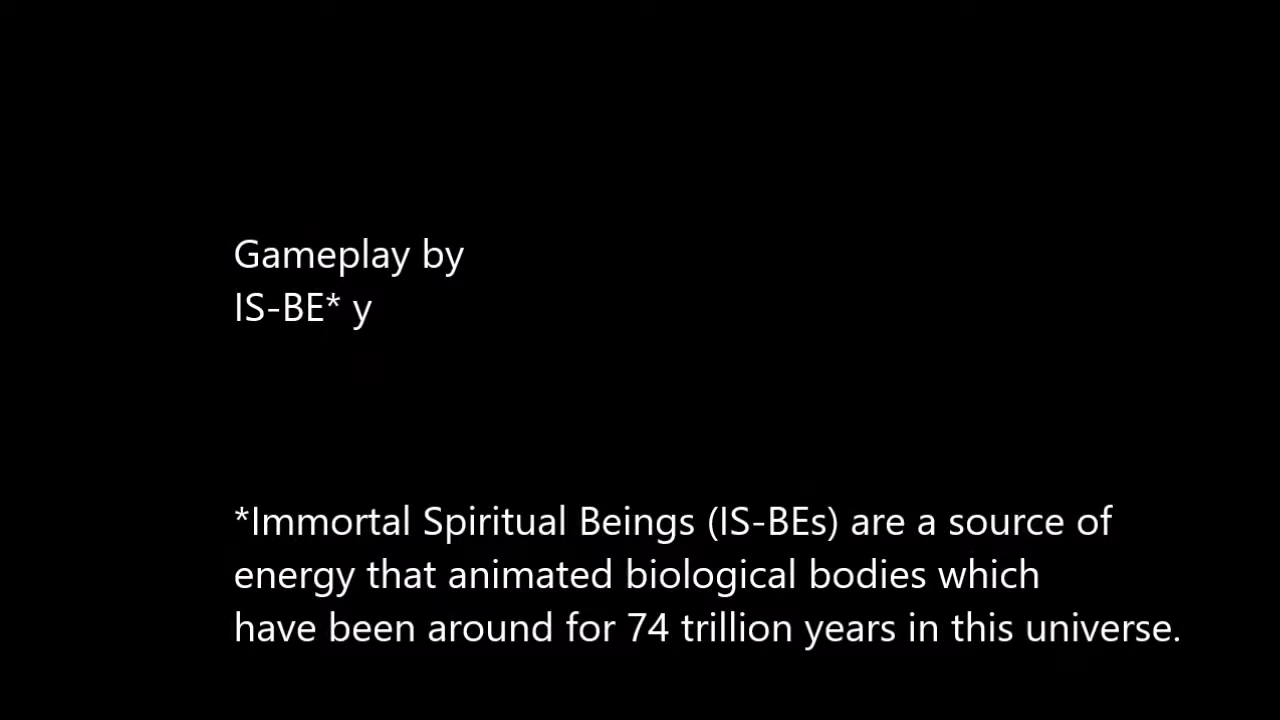 Gameplay by
IS-BE* y
*Immortal Spiritual Beings (IS-BEs) are a source of
energy that animated biological bodies which
have been around for 74 trillion years in this universe.